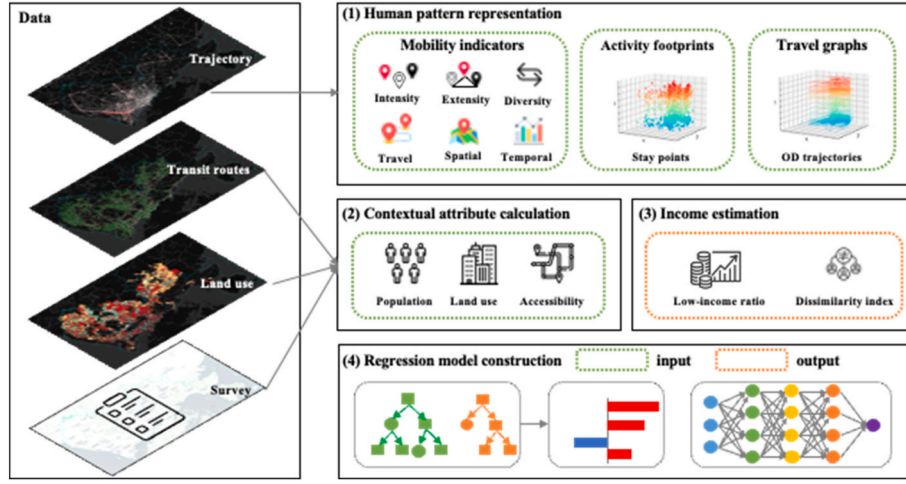 Data
Trajectory
Transit routes
Land use
Survey
(1) Human pattern representation
Mobility indicators
Intensity Extensity Diversity
Travel Spatial Temporal
Activity footprints
Stay points
Travel graphs
OD trajectories
(2) Contextual attribute calculation
Population Land use Accessibility
(3) Income estimation
Low-income ratio Dissimilarity index
(4) Regression model construction input output